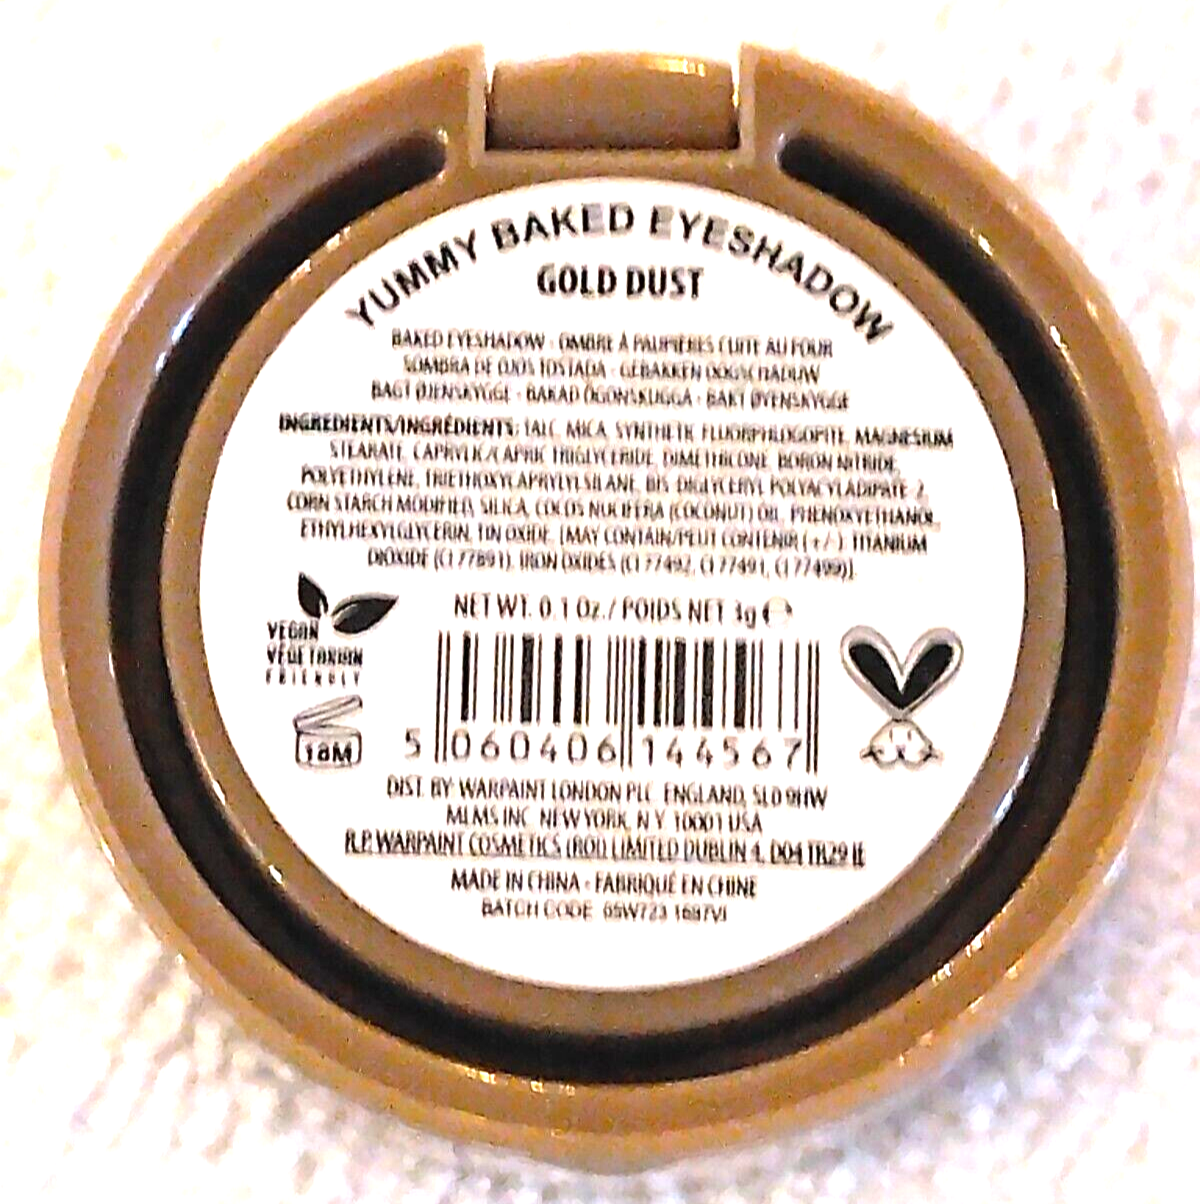 YUMMY BAKED EYESHADOW
GOLD DUST
BAKED EYESHADOW - OMBRE À PAUPIÈRES CUITE AU FOUR
SOMBRA DE OJOS TOSTADA - GEBAKKEN OOGSCHADUW
BAGT ØJENSKYGGE - BAKAD ÖGONSKUGGA - BAKT ØYENSKYGGE
INGREDIENTS/INGRÉDIENTS: TALC, MICA, SYNTHETIC FLUORPHLOGOPITE, MAGNESIUM
STEARATE, CAPRYLIC/CAPRIC TRIGLYCERIDE, DIMETHICONE, BORON NITRIDE,
POLYETHYLENE, TRIETHOXYCAPRYLYLSILANE, BIS-DIGLYCERYL POLYACYLADIPATE-2,
CORN STARCH MODIFIED, SILICA, COCOS NUCIFERA (COCONUT) OIL, PHENOXYETHANOL,
ETHYLHEXYLGLYCERIN, TIN OXIDE, [MAY CONTAIN/PEUT CONTENIR (+/-): TITANIUM
DIOXIDE (CI 77891), IRON OXIDES (CI 77492, CI 77491, CI 77499)].
NET WT. 0.1 Oz./ POIDS NET 3g ℮
VEGAN
VÉGÉTARIEN
FRIENDLY
18M
5 060406 144567
DIST. BY: WARPAINT LONDON PLC. ENGLAND, SL0 9HW
MLMS INC. NEW YORK, N.Y. 10001 USA
R.P. WARPAINT COSMETICS (ROI) LIMITED DUBLIN 4, D04 TR29 IE
MADE IN CHINA - FABRIQUÉ EN CHINE
BATCH CODE: